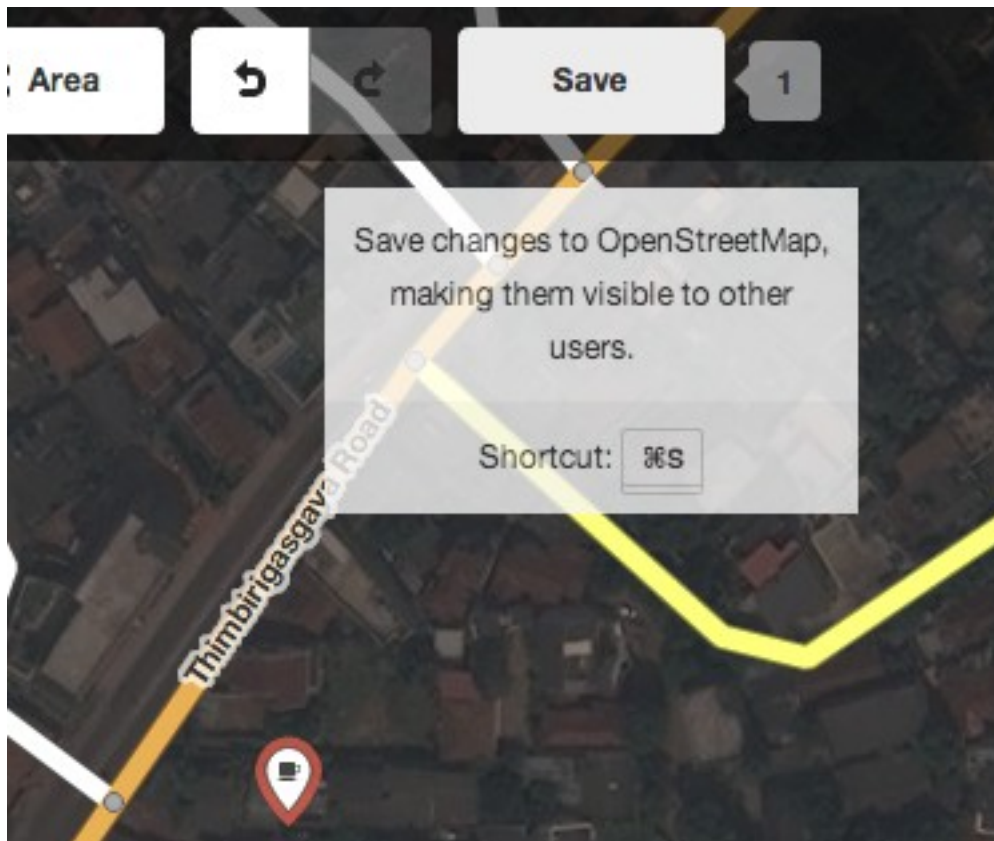 Area
Save
1
Save changes to OpenStreetMap,
making them visible to other
users.
Shortcut: ⌘S
Thimbirigasgaya Road